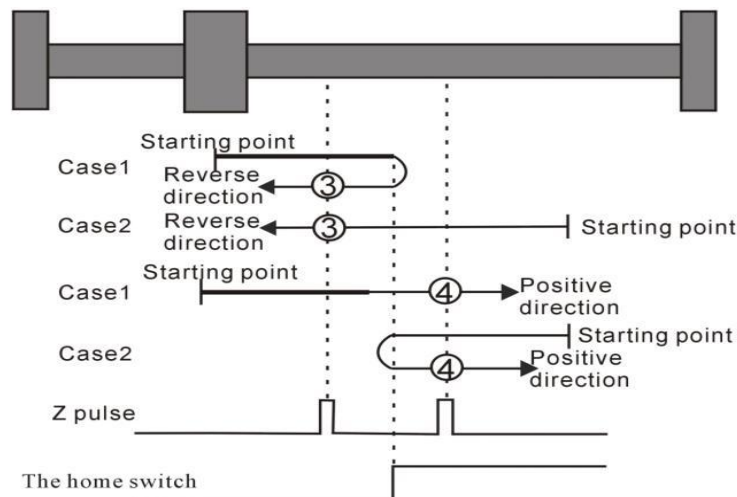 Starting point
Case1
Reverse
direction
③
Case2
Reverse
direction
③
Starting point
Starting point
Case1
④
Positive
direction
Starting point
Case2
④
Positive
direction
Z pulse
The home switch